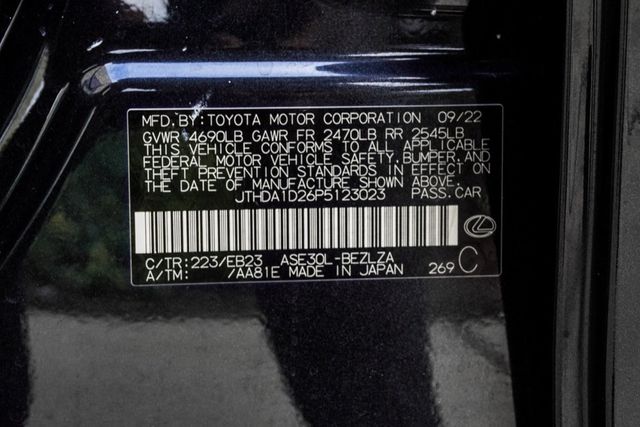 MFD.BY:TOYOTA MOTOR CORPORATION 09/22
GVWR 4690LB GAWR FR 2470LB RR 2545LB
THIS VEHICLE CONFORMS TO ALL APPLICABLE
FEDERAL MOTOR VEHICLE SAFETY, BUMPER, AND
THEFT PREVENTION STANDARDS IN EFFECT ON
THE DATE OF MANUFACTURE SHOWN ABOVE.
JTHDA1D26P5123023 PASS.CAR
C/TR:223/EB23 ASE30L-BEZLZA
A/TM: /AA81E MADE IN JAPAN 269 C